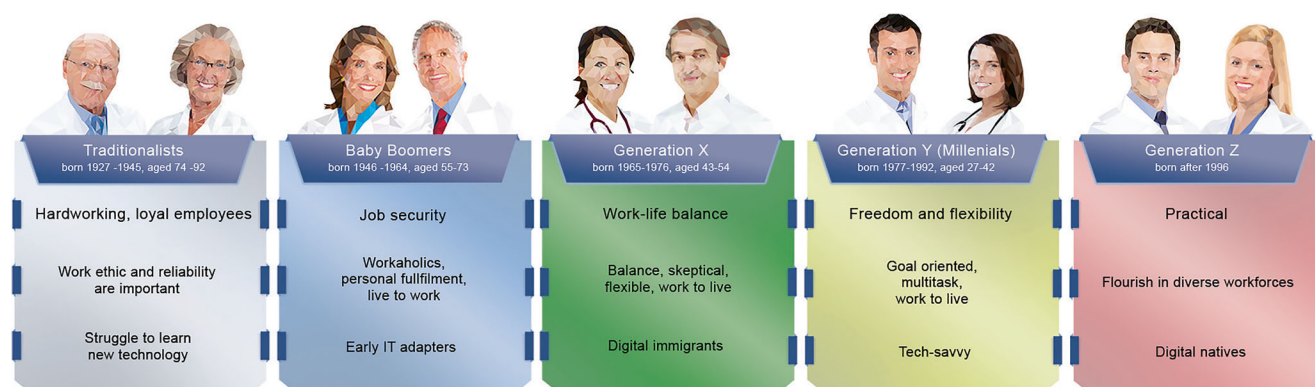 Traditionalists
born 1927 -1945, aged 74 -92
Hardworking, loyal employees
Work ethic and reliability
are important
Struggle to learn
new technology
Baby Boomers
born 1946 -1964, aged 55-73
Job security
Workaholics,
personal fullfilment,
live to work
Early IT adapters
Generation X
born 1965-1976, aged 43-54
Work-life balance
Balance, skeptical,
flexible, work to live
Digital immigrants
Generation Y (Millenials)
born 1977-1992, aged 27-42
Freedom and flexibility
Goal oriented,
multitask,
work to live
Tech-savvy
Generation Z
born after 1996
Practical
Flourish in diverse workforces
Digital natives